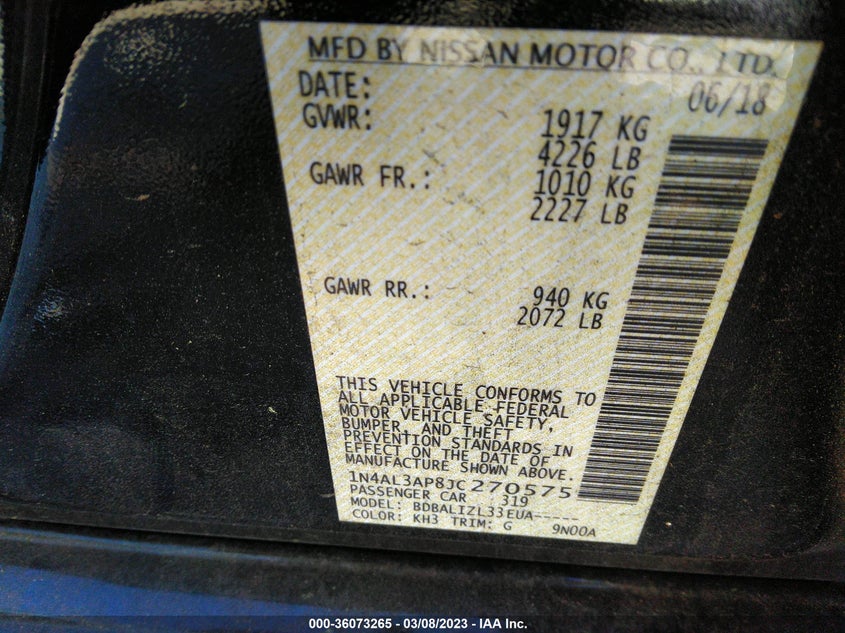 MFD BY NISSAN MOTOR CO., LTD.
DATE: 06/18
GVWR: 1917 KG
4226 LB
GAWR FR.: 1010 KG
2227 LB
GAWR RR.: 940 KG
2072 LB
THIS VEHICLE CONFORMS TO
ALL APPLICABLE FEDERAL
MOTOR VEHICLE SAFETY,
BUMPER, AND THEFT
PREVENTION STANDARDS IN
EFFECT ON THE DATE OF
MANUFACTURE SHOWN ABOVE.
1N4AL3AP8JC270575
PASSENGER CAR 319
MODEL: BDBALIZL33EUA-----
COLOR: KH3 TRIM: G 9N00A
000-36073265 - 03/08/2023 - IAA Inc.